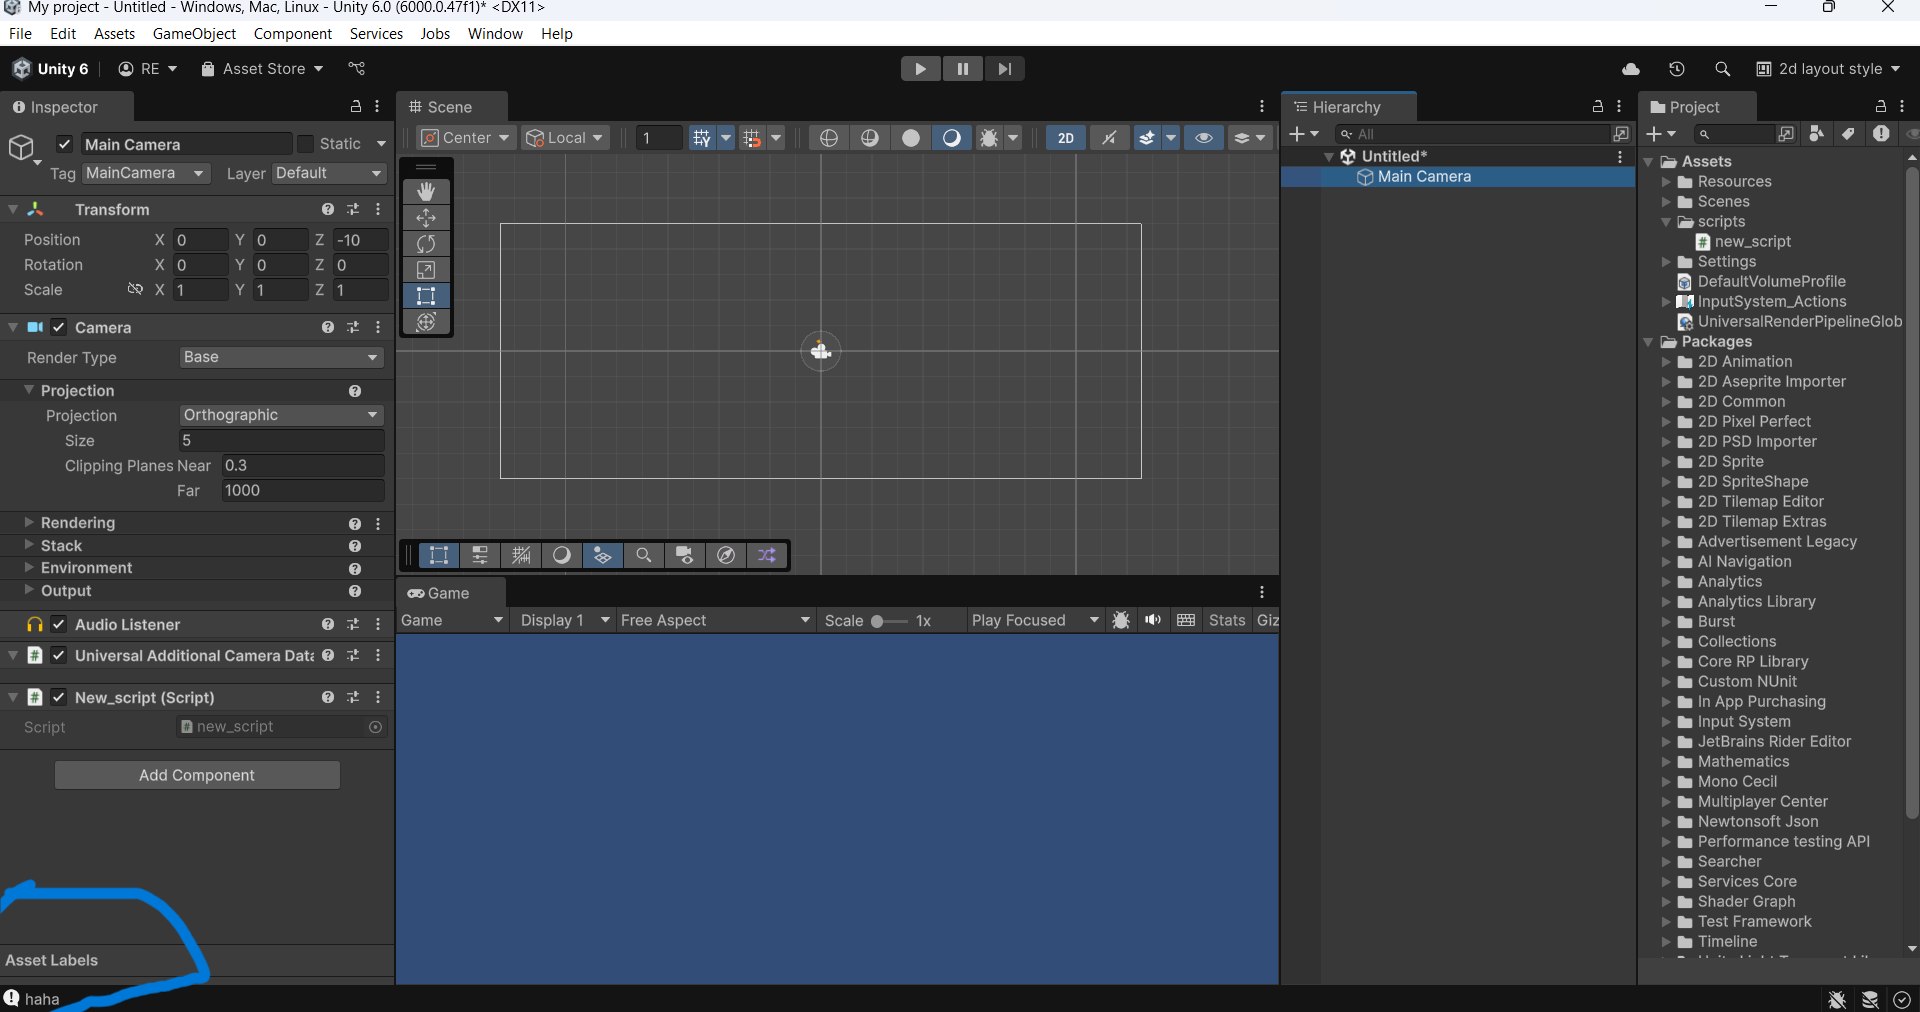 My project - Untitled - Windows, Mac, Linux - Unity 6.0 (6000.0.47f1)* <DX11>
File Edit Assets GameObject Component Services Jobs Window Help
Unity 6 RE Asset Store 2d layout style
Inspector
Main Camera Static
Tag MainCamera Layer Default
Transform
Position X 0 Y 0 Z -10
Rotation X 0 Y 0 Z 0
Scale X 1 Y 1 Z 1
Camera
Render Type Base
Projection
Projection Orthographic
Size 5
Clipping Planes Near 0.3
Far 1000
Rendering
Stack
Environment
Output
Audio Listener
Universal Additional Camera Data
New_script (Script)
Script new_script
Add Component
Asset Labels
haha
Scene
Center Local 1 2D
Game
Game Display 1 Free Aspect Scale 1x Play Focused Stats Giz
Hierarchy
All
Untitled*
Main Camera
Project
Assets
Resources
Scenes
scripts
new_script
Settings
DefaultVolumeProfile
InputSystem_Actions
UniversalRenderPipelineGlob
Packages
2D Animation
2D Aseprite Importer
2D Common
2D Pixel Perfect
2D PSD Importer
2D Sprite
2D SpriteShape
2D Tilemap Editor
2D Tilemap Extras
Advertisement Legacy
AI Navigation
Analytics
Analytics Library
Burst
Collections
Core RP Library
Custom NUnit
In App Purchasing
Input System
JetBrains Rider Editor
Mathematics
Mono Cecil
Multiplayer Center
Newtonsoft Json
Performance testing API
Searcher
Services Core
Shader Graph
Test Framework
Timeline